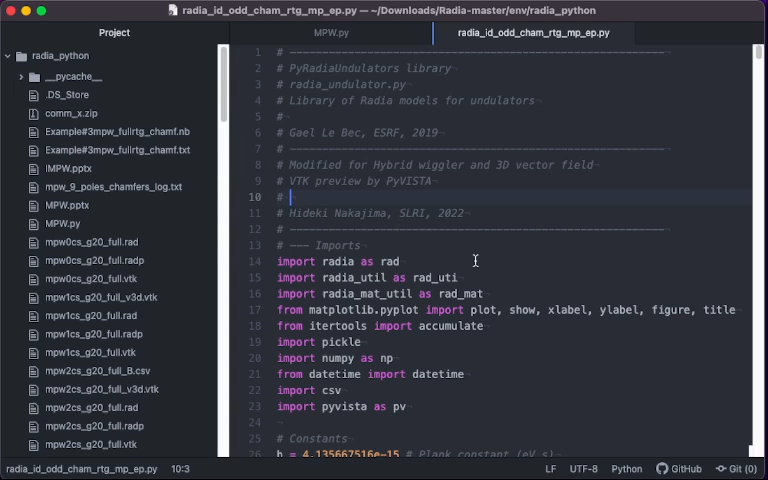 radia_id_odd_cham_rtg_mp_ep.py — ~/Downloads/Radia-master/env/radia_python
Project
MPW.py
radia_id_odd_cham_rtg_mp_ep.py
radia_python
__pycache__
.DS_Store
comm_x.zip
Example#3mpw_fullrtg_chamf.nb
Example#3mpw_fullrtg_chamf.txt
IMPW.pptx
mpw_9_poles_chamfers_log.txt
MPW.pptx
MPW.py
mpw0cs_g20_full.rad
mpw0cs_g20_full.radp
mpw0cs_g20_full.vtk
mpw1cs_g20_full_v3d.vtk
mpw1cs_g20_full.rad
mpw1cs_g20_full.radp
mpw1cs_g20_full.vtk
mpw2cs_g20_full_B.csv
mpw2cs_g20_full_v3d.vtk
mpw2cs_g20_full.rad
mpw2cs_g20_full.radp
mpw2cs_g20_full.vtk
1 # ----------------------------------------------------------
2 # PyRadiaUndulators library
3 # radia_undulator.py
4 # Library of Radia models for undulators
5 #
6 # Gael Le Bec, ESRF, 2019
7 # ----------------------------------------------------------
8 # Modified for Hybrid wiggler and 3D vector field
9 # VTK preview by PyVISTA
10 #
11 # Hideki Nakajima, SLRI, 2022
12 # ----------------------------------------------------------
13 # --- Imports
14 import radia as rad
15 import radia_util as rad_uti
16 import radia_mat_util as rad_mat
17 from matplotlib.pyplot import plot, show, xlabel, ylabel, figure, title
18 from itertools import accumulate
19 import pickle
20 import numpy as np
21 from datetime import datetime
22 import csv
23 import pyvista as pv
24
25 # Constants
26 h = 4.135667516e-15 # Plank constant (eV s)
radia_id_odd_cham_rtg_mp_ep.py 10:3 LF UTF-8 Python GitHub Git (0)